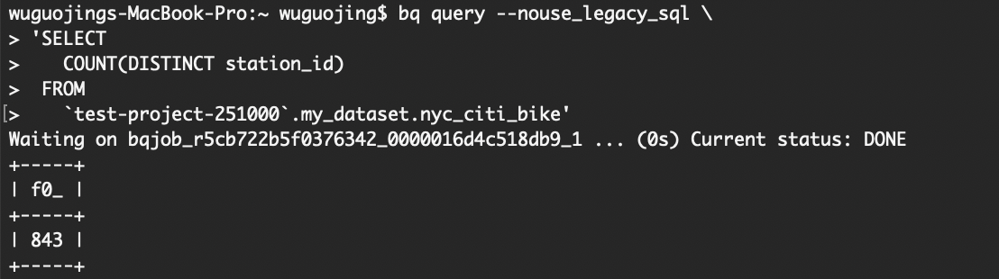 wuguojings-MacBook-Pro:~ wuguojing$ bq query --nouse_legacy_sql \
> 'SELECT
>    COUNT(DISTINCT station_id)
>  FROM
[>    `test-project-251000`.my_dataset.nyc_citi_bike'
Waiting on bqjob_r5cb722b5f0376342_0000016d4c518db9_1 ... (0s) Current status: DONE
+-----+
| f0_ |
+-----+
| 843 |
+-----+